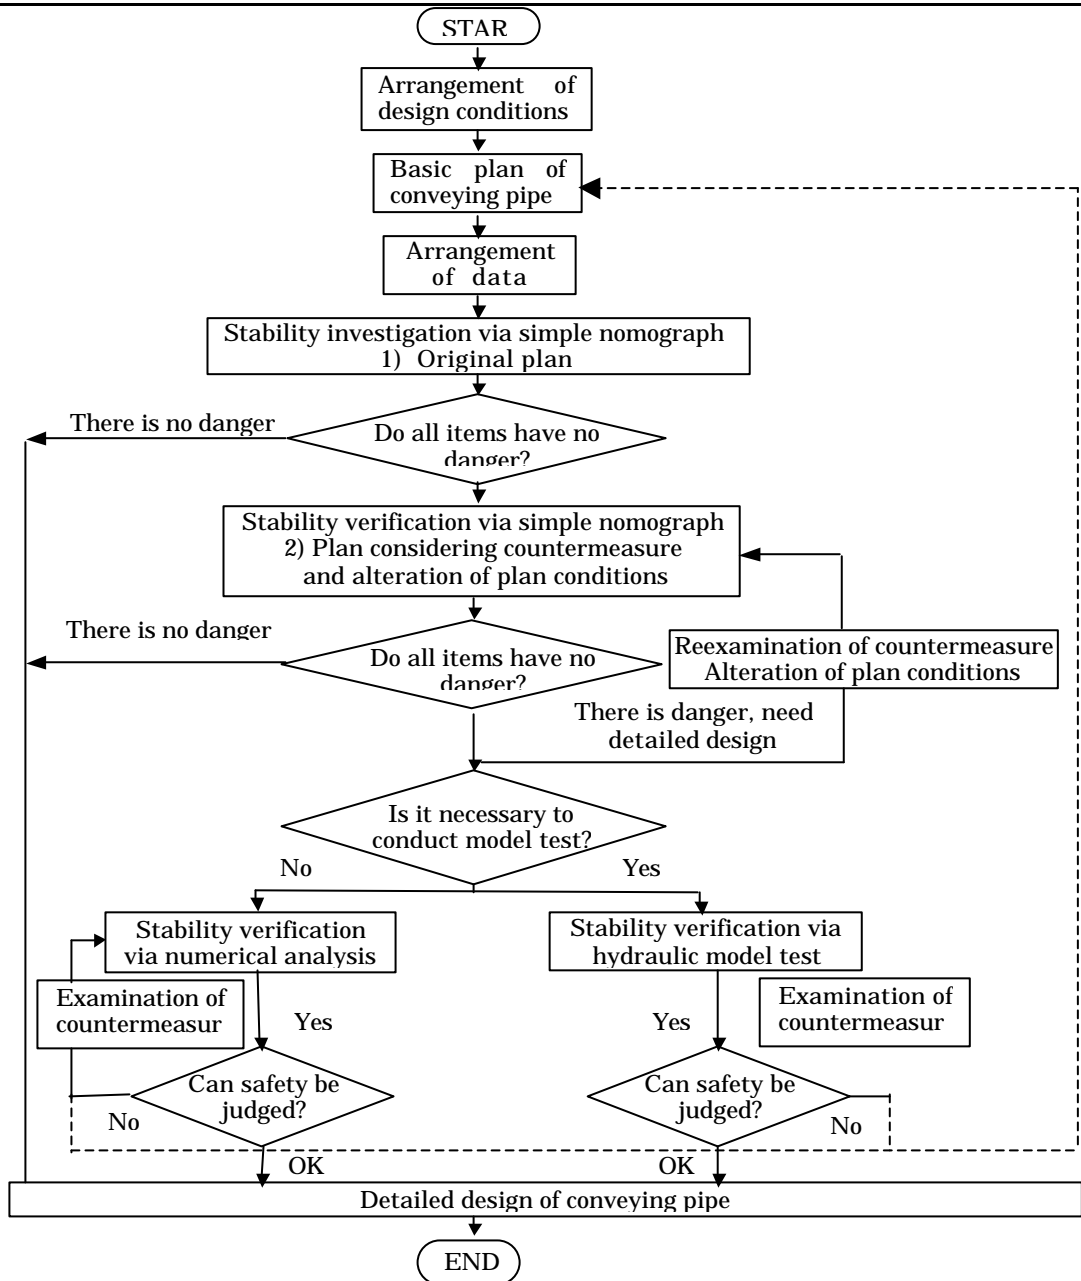 STAR
Arrangement of
design conditions
Basic plan of
conveying pipe
Arrangement
of data
Stability investigation via simple nomograph
1) Original plan
There is no danger
Do all items have no
danger?
Stability verification via simple nomograph
2) Plan considering countermeasure
and alteration of plan conditions
There is no danger
Do all items have no
danger?
Reexamination of countermeasure
Alteration of plan conditions
There is danger, need
detailed design
Is it necessary to
conduct model test?
No
Yes
Stability verification
via numerical analysis
Stability verification via
hydraulic model test
Examination of
countermeasur
Examination of
countermeasur
Yes
Yes
Can safety be
judged?
Can safety be
judged?
No
No
OK
OK
Detailed design of conveying pipe
END